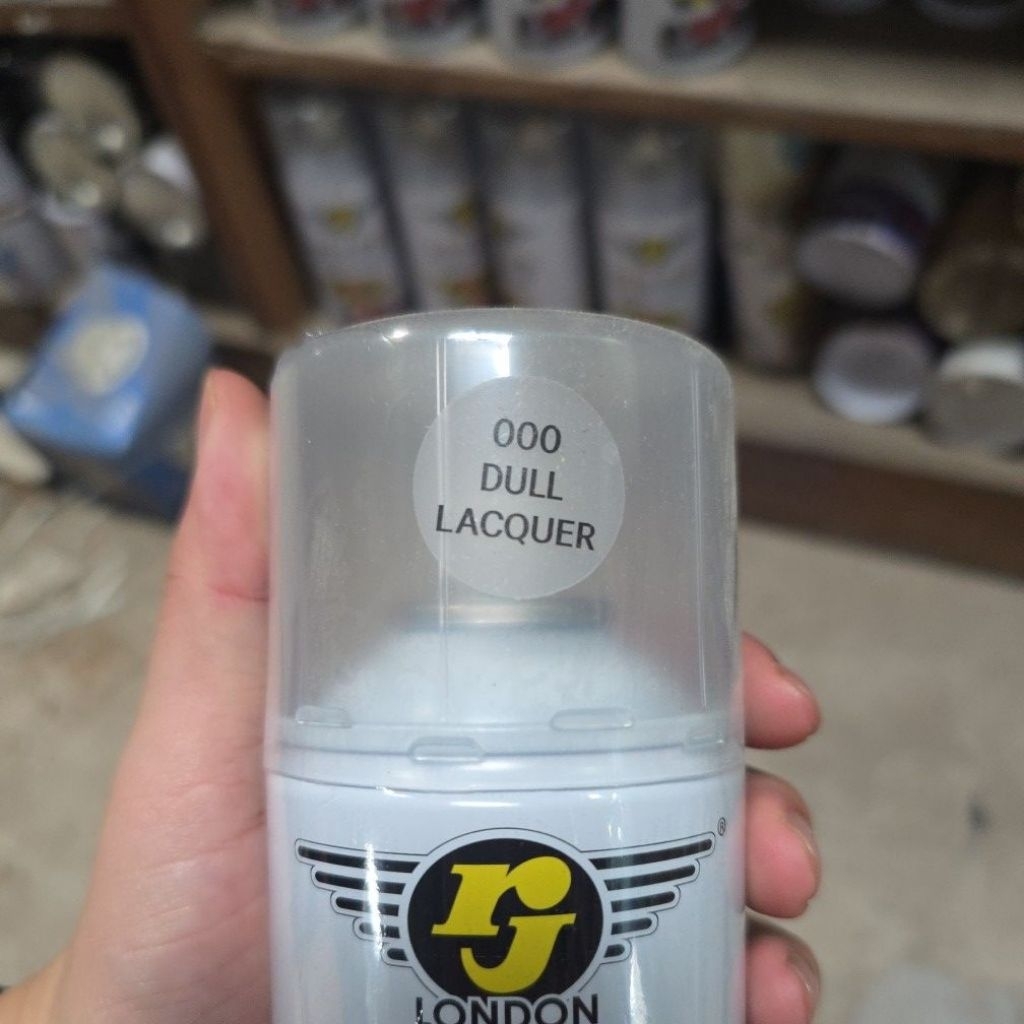 000
DULL
LACQUER
rj
®
LONDON